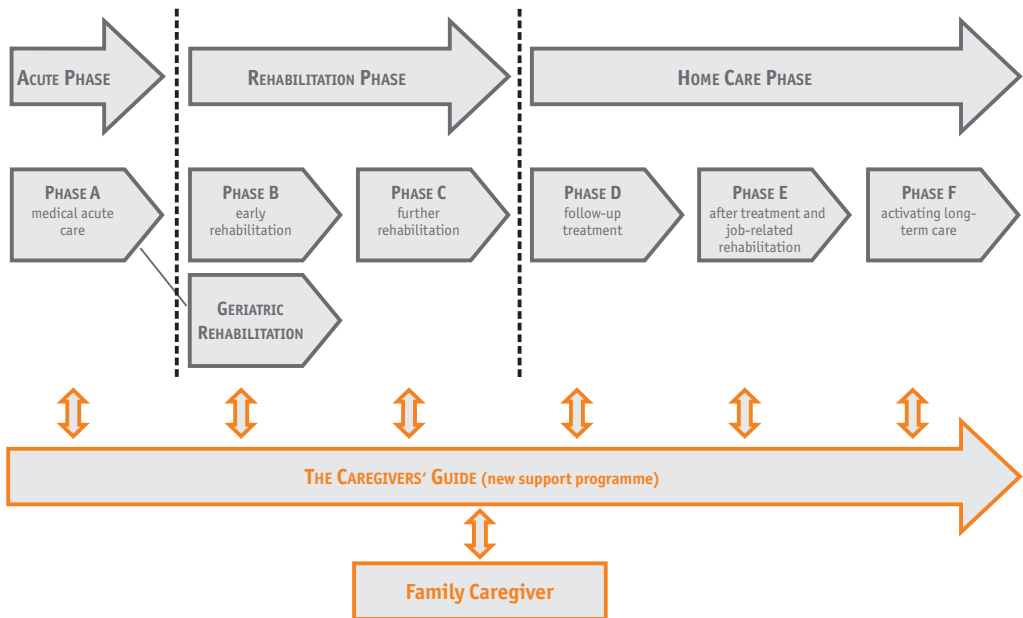 ACUTE PHASE
REHABILITATION PHASE
HOME CARE PHASE
PHASE A
medical acute
care
PHASE B
early
rehabilitation
PHASE C
further
rehabilitation
PHASE D
follow-up
treatment
PHASE E
after treatment and
job-related
rehabilitation
PHASE F
activating long-
term care
GERIATRIC
REHABILITATION
THE CAREGIVERS‘ GUIDE (new support programme)
Family Caregiver